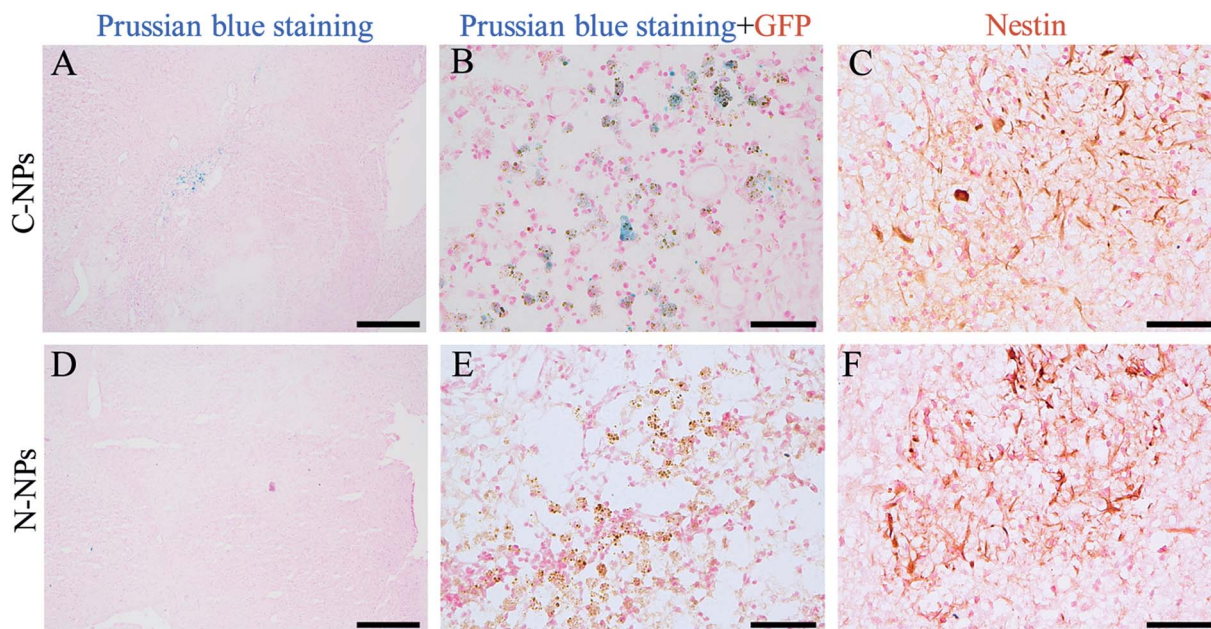 Prussian blue staining Prussian blue staining+GFP Nestin
A B C
C-NPs
D E F
N-NPs